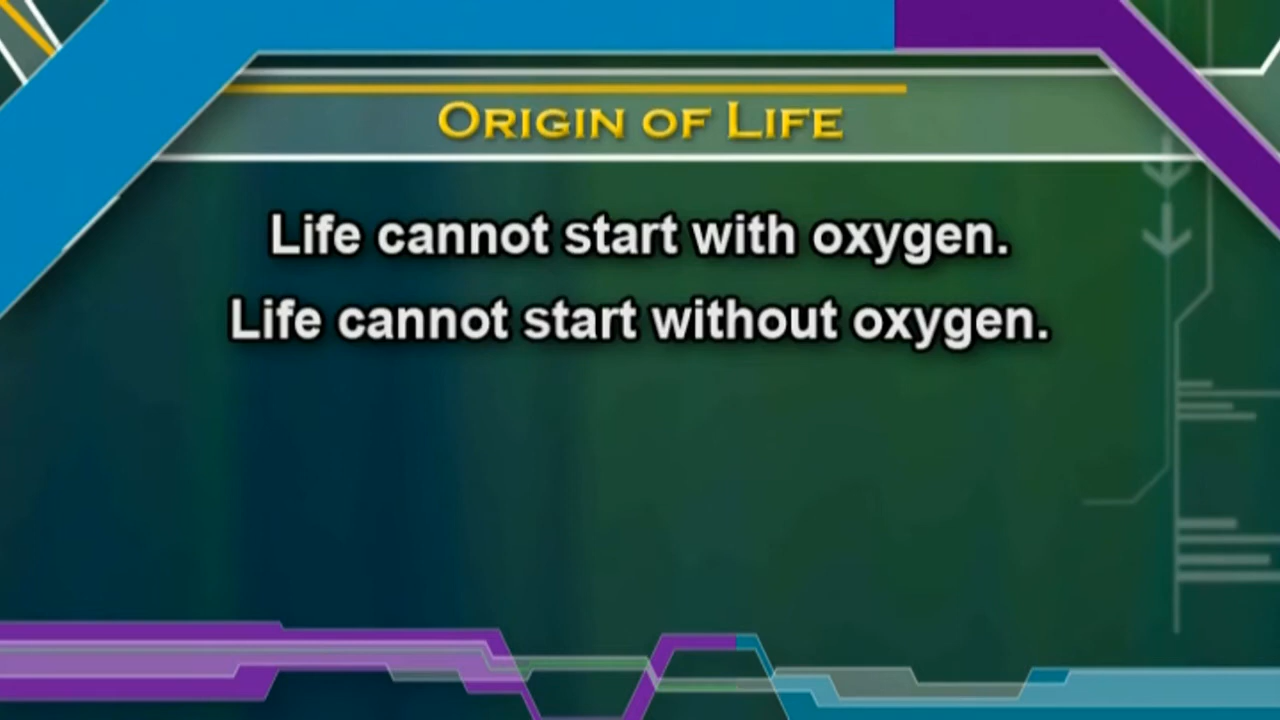 Origin of Life
Life cannot start with oxygen.
Life cannot start without oxygen.